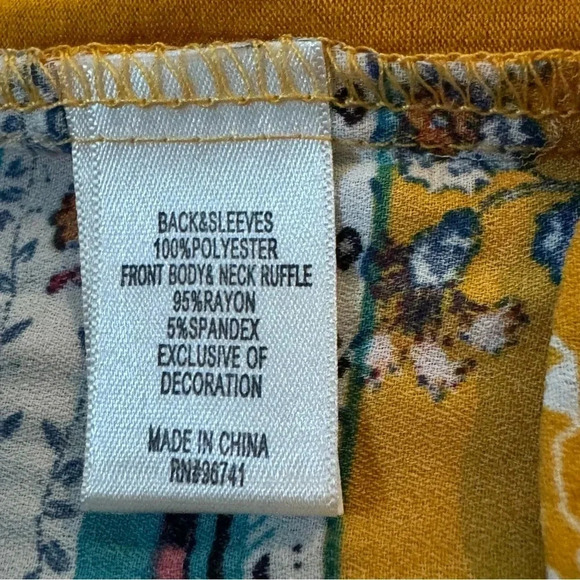 BACK&SLEEVES
100%POLYESTER
FRONT BODY& NECK RUFFLE
95%RAYON
5%SPANDEX
EXCLUSIVE OF
DECORATION
MADE IN CHINA
RN#96741